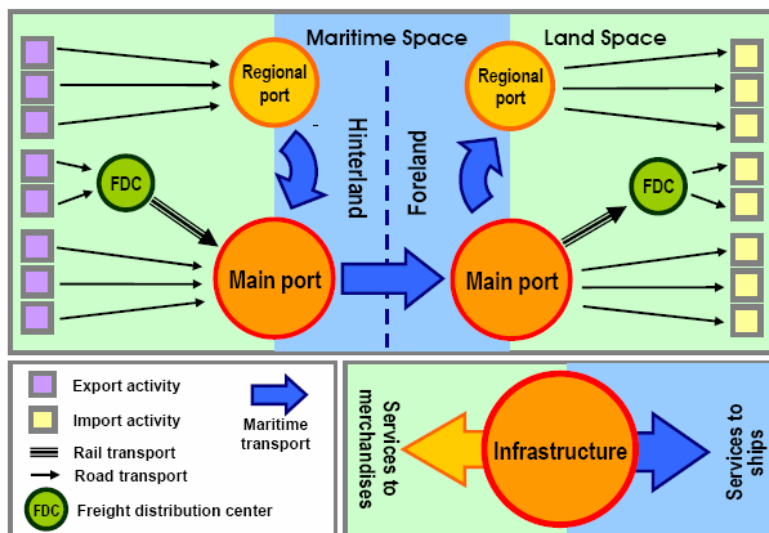 Maritime Space
Land Space
Regional
port
Regional
port
Hinterland
Foreland
FDC
FDC
Main port
Main port
Export activity
Import activity
Rail transport
Road transport
FDC
Freight distribution center
Maritime
transport
Services to
merchandises
Infrastructure
Services to
ships